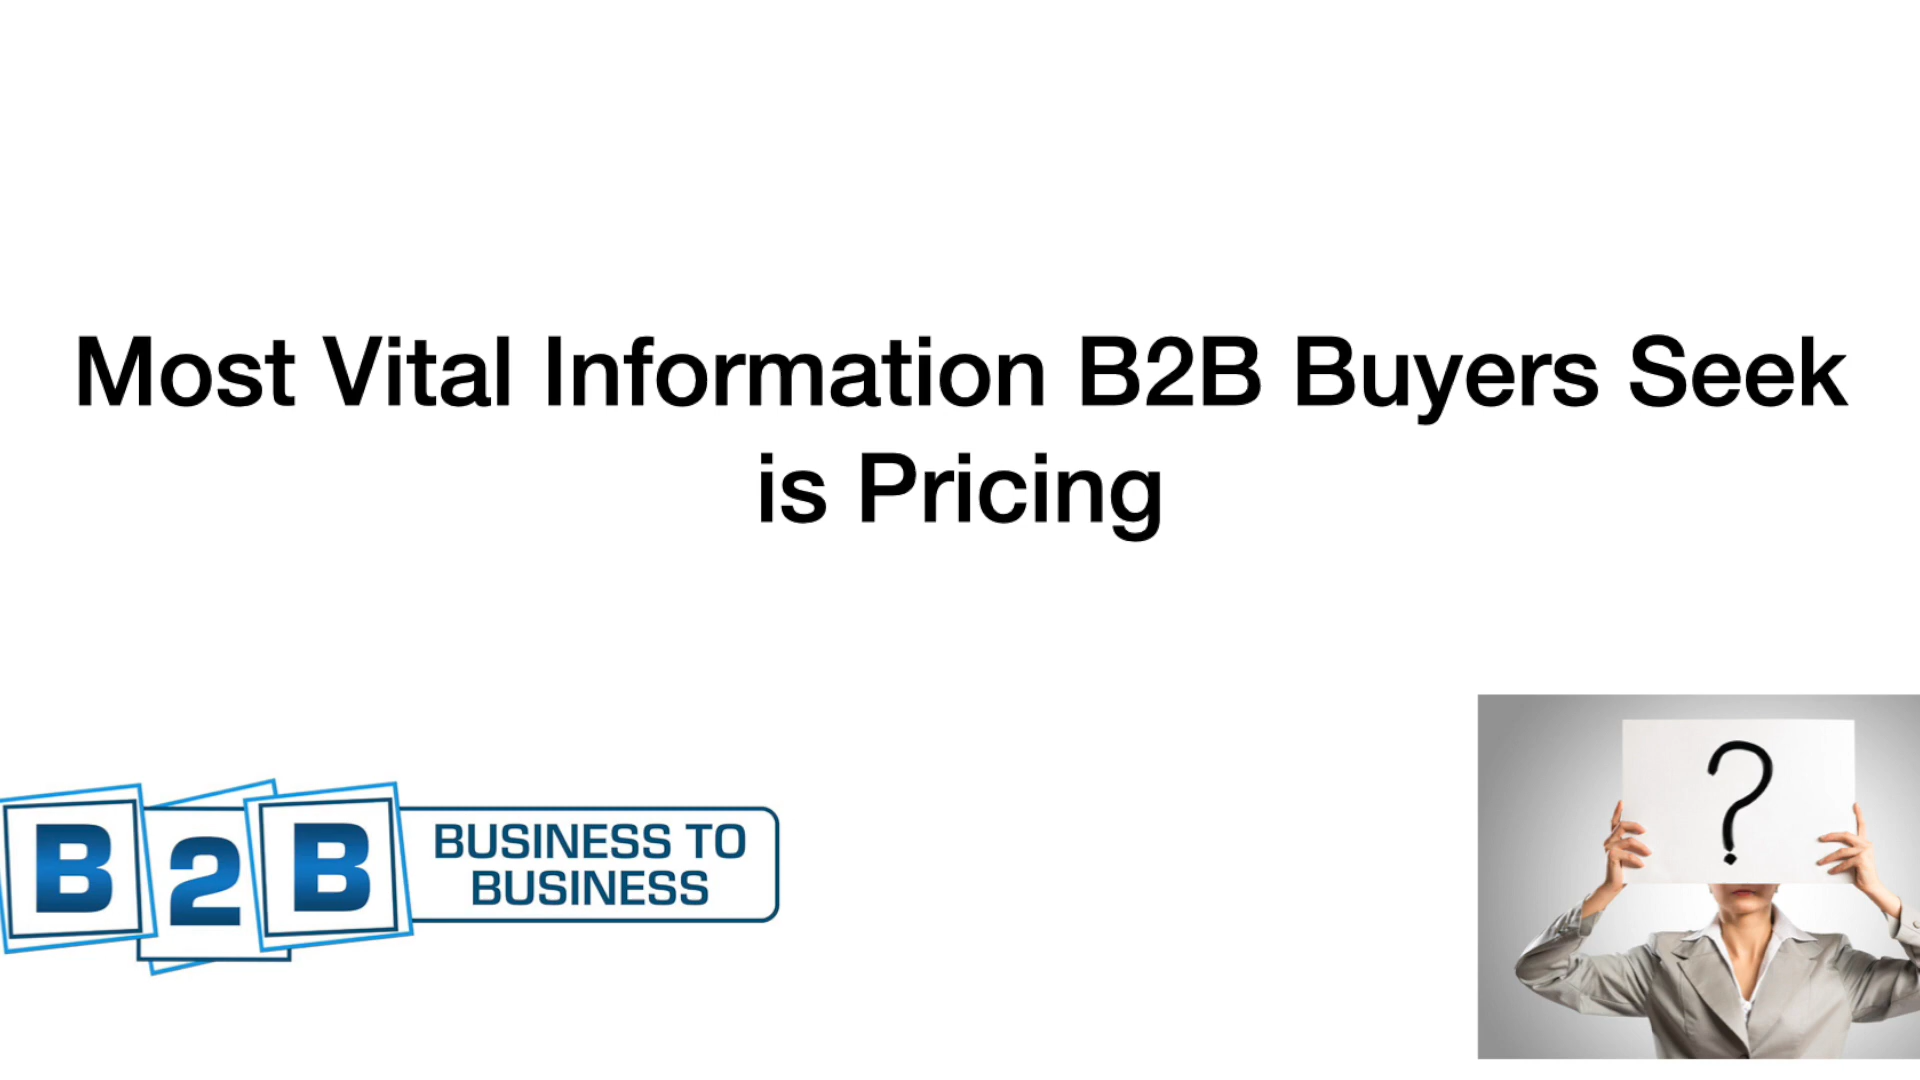 Most Vital Information B2B Buyers Seek
is Pricing
B2B
BUSINESS TO
BUSINESS
?